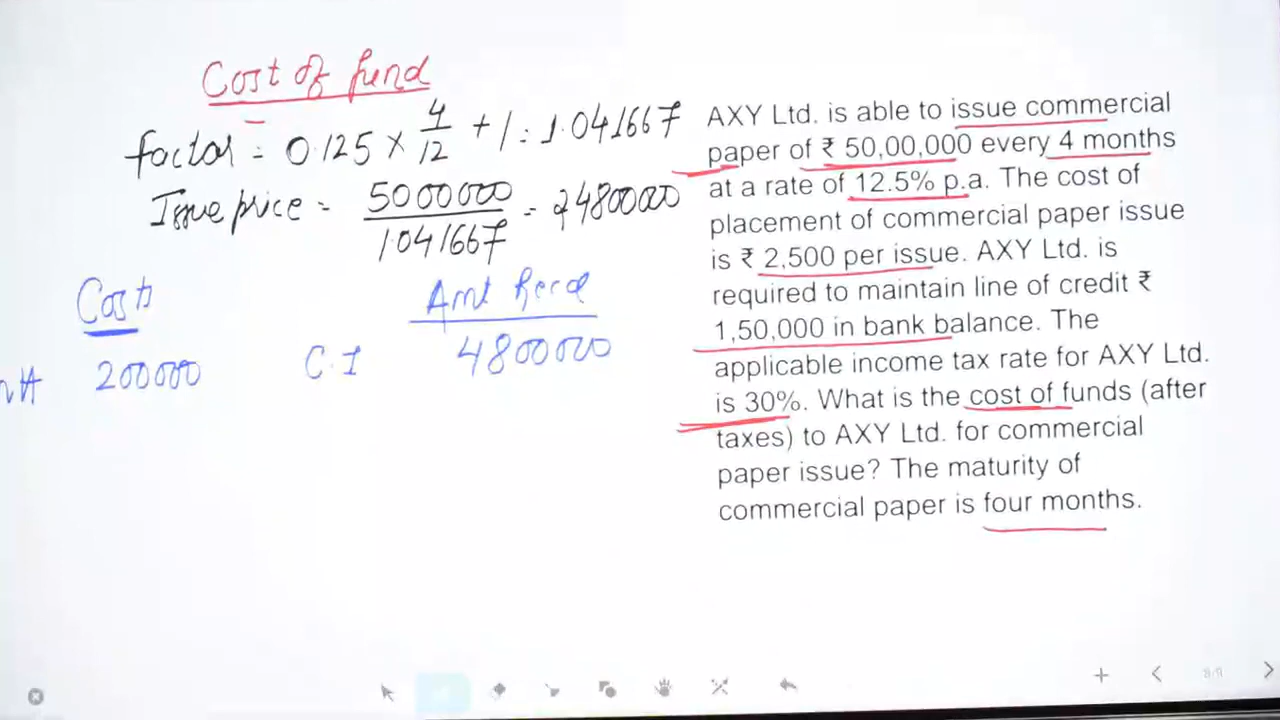 Cost of fund
factor = 0.125 × 4/12 + 1 = 1.041667
Issue price = 5000000/1.041667 = ₹4800000
Costs
Amt Recd
200000
C.I
4800000
AXY Ltd. is able to issue commercial
paper of ₹ 50,00,000 every 4 months
at a rate of 12.5% p.a. The cost of
placement of commercial paper issue
is ₹ 2,500 per issue. AXY Ltd. is
required to maintain line of credit ₹
1,50,000 in bank balance. The
applicable income tax rate for AXY Ltd.
is 30%. What is the cost of funds (after
taxes) to AXY Ltd. for commercial
paper issue? The maturity of
commercial paper is four months.
8/9